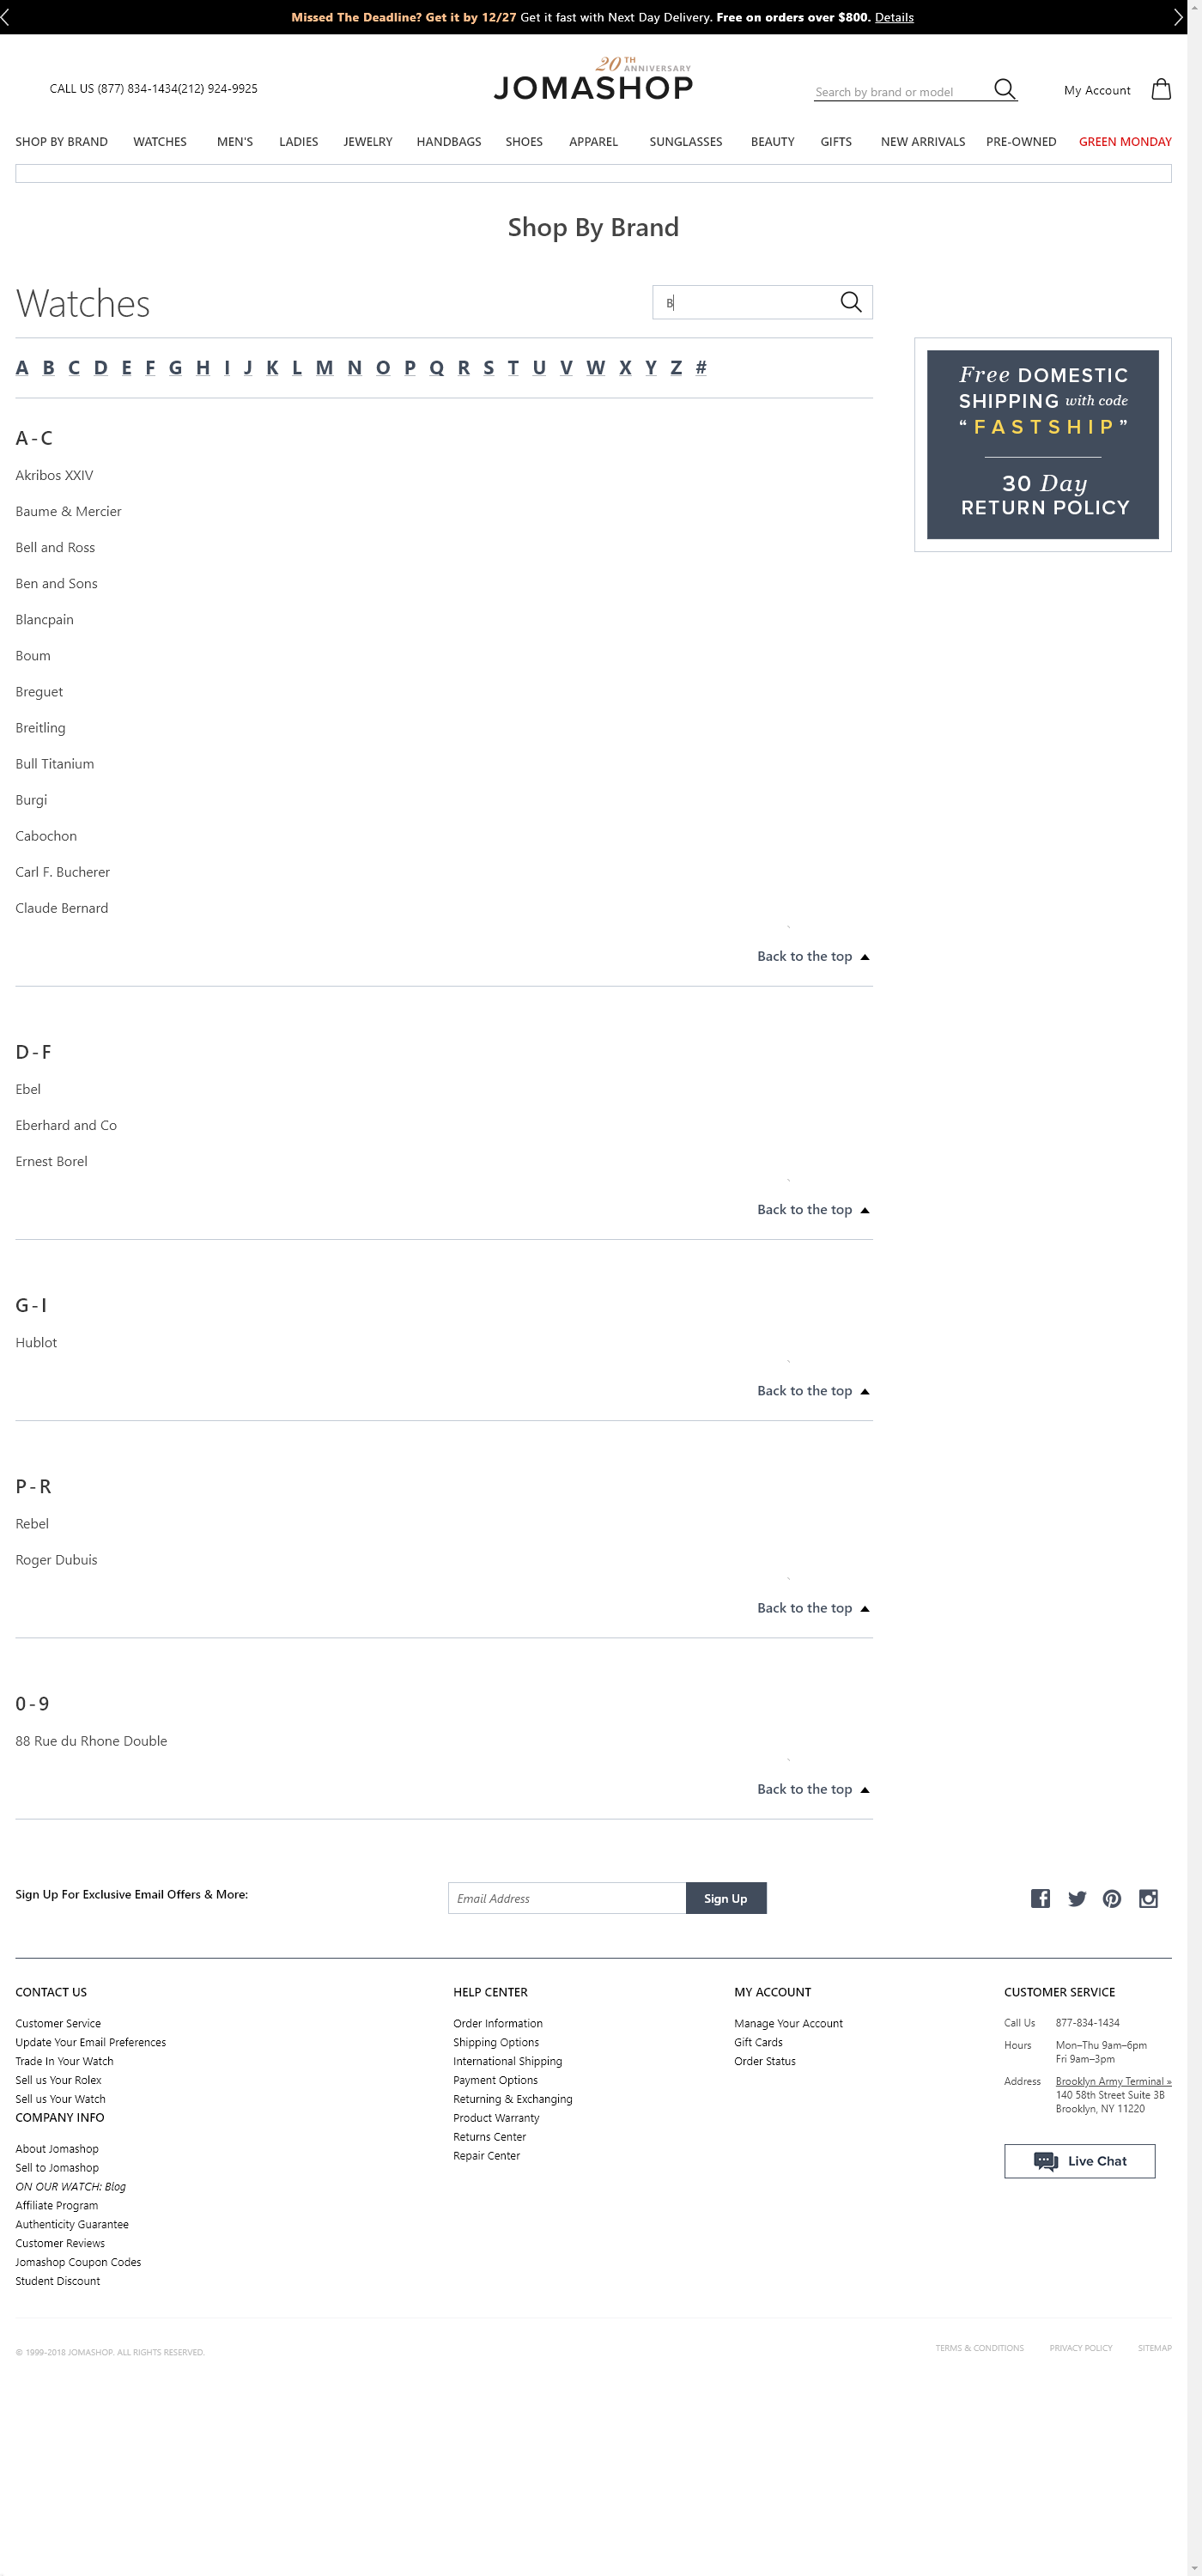 Missed The Deadline? Get it by 12/27 Get it fast with Next Day Delivery. Free on orders over $800. Details
20TH ANNIVERSARY
CALL US (877) 834-1434(212) 924-9925
JOMASHOP
Search by brand or model
My Account
SHOP BY BRAND WATCHES MEN'S LADIES JEWELRY HANDBAGS SHOES APPAREL SUNGLASSES BEAUTY GIFTS NEW ARRIVALS PRE-OWNED GREEN MONDAY
Shop By Brand
Watches
B
A B C D E F G H I J K L M N O P Q R S T U V W X Y Z #
Free DOMESTIC
SHIPPING with code
“FASTSHIP”
30 Day
RETURN POLICY
A-C
Akribos XXIV
Baume & Mercier
Bell and Ross
Ben and Sons
Blancpain
Boum
Breguet
Breitling
Bull Titanium
Burgi
Cabochon
Carl F. Bucherer
Claude Bernard
`
Back to the top
D-F
Ebel
Eberhard and Co
Ernest Borel
`
Back to the top
G-I
Hublot
`
Back to the top
P-R
Rebel
Roger Dubuis
`
Back to the top
0-9
88 Rue du Rhone Double
`
Back to the top
Sign Up For Exclusive Email Offers & More:
Email Address
Sign Up
CONTACT US
Customer Service
Update Your Email Preferences
Trade In Your Watch
Sell us Your Rolex
Sell us Your Watch
COMPANY INFO
About Jomashop
Sell to Jomashop
ON OUR WATCH: Blog
Affiliate Program
Authenticity Guarantee
Customer Reviews
Jomashop Coupon Codes
Student Discount
HELP CENTER
Order Information
Shipping Options
International Shipping
Payment Options
Returning & Exchanging
Product Warranty
Returns Center
Repair Center
MY ACCOUNT
Manage Your Account
Gift Cards
Order Status
CUSTOMER SERVICE
Call Us 877-834-1434
Hours Mon–Thu 9am–6pm
Fri 9am–3pm
Address Brooklyn Army Terminal »
140 58th Street Suite 3B
Brooklyn, NY 11220
Live Chat
© 1999-2018 JOMASHOP. ALL RIGHTS RESERVED.
TERMS & CONDITIONS PRIVACY POLICY SITEMAP